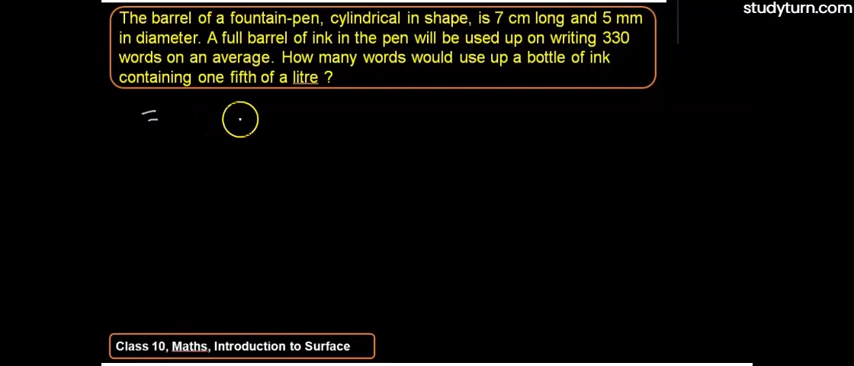 studyturn.com
The barrel of a fountain-pen, cylindrical in shape, is 7 cm long and 5 mm
in diameter. A full barrel of ink in the pen will be used up on writing 330
words on an average. How many words would use up a bottle of ink
containing one fifth of a litre ?
=
Class 10, Maths, Introduction to Surface